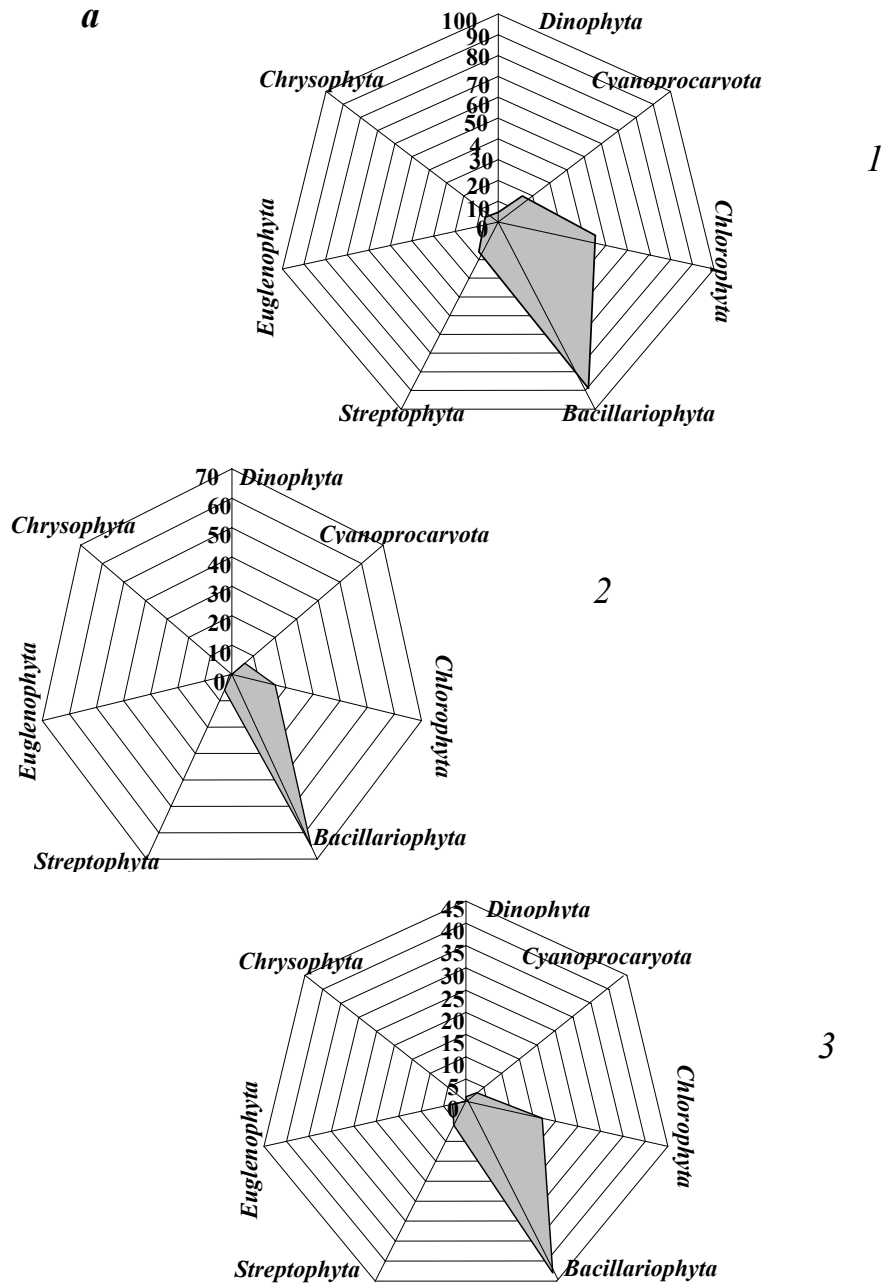 a
100
Dinophyta
90
80
Chrysophyta
Cyanoprocaryota
70
60
50
4
30
20
10
0
1
Chlorophyta
Euglenophyta
Streptophyta
Bacillariophyta
70
Dinophyta
60
Chrysophyta
Cyanoprocaryota
50
40
30
20
10
0
2
Chlorophyta
Euglenophyta
Bacillariophyta
Streptophyta
45
Dinophyta
40
35
Chrysophyta
Cyanoprocaryota
30
25
20
15
10
5
0
3
Chlorophyta
Euglenophyta
Streptophyta
Bacillariophyta